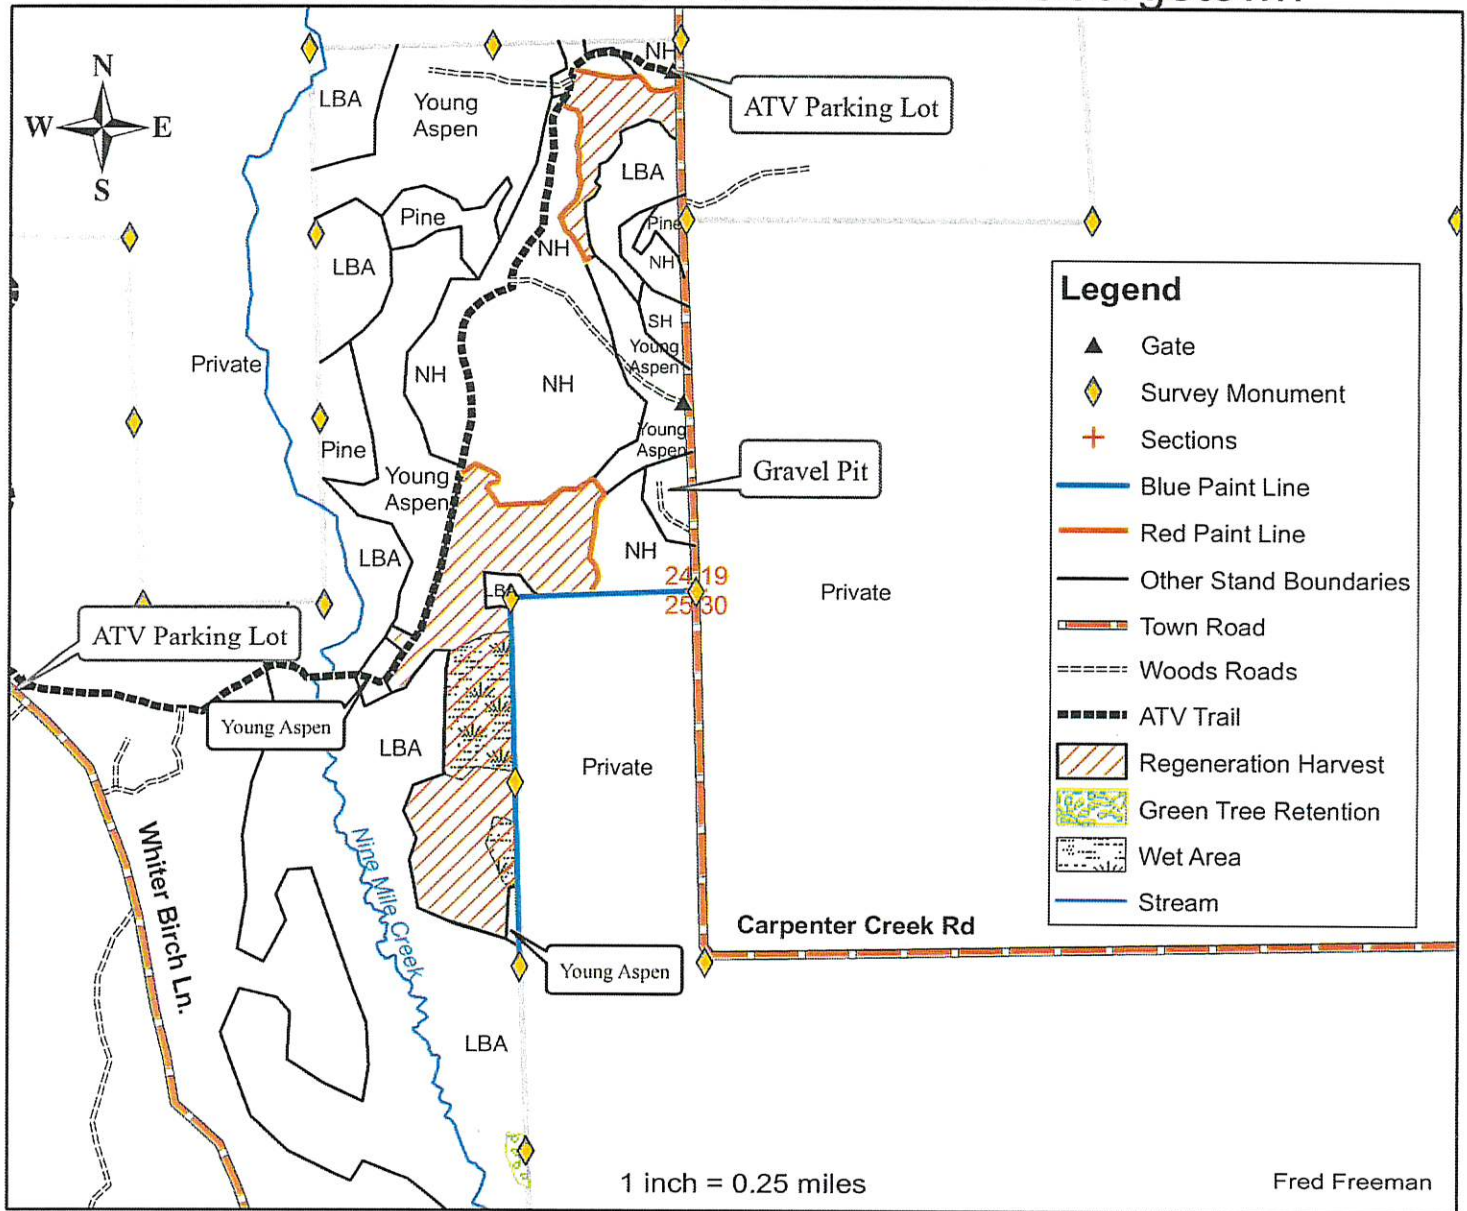 N
W E
S
LBA
Young
Aspen
NH
ATV Parking Lot
LBA
Pine
Pine
LBA
NH
NH
SH
Young
Aspen
Private
NH
NH
Pine
Young
Aspen
Young
Aspen
Gravel Pit
LBA
NH
LBA
24 19
25 30
Private
ATV Parking Lot
Young Aspen
LBA
Private
Whiter Birch Ln.
Nine Mile Creek
Carpenter Creek Rd
Young Aspen
LBA
Legend
Gate
Survey Monument
Sections
Blue Paint Line
Red Paint Line
Other Stand Boundaries
Town Road
Woods Roads
ATV Trail
Regeneration Harvest
Green Tree Retention
Wet Area
Stream
1 inch = 0.25 miles
Fred Freeman